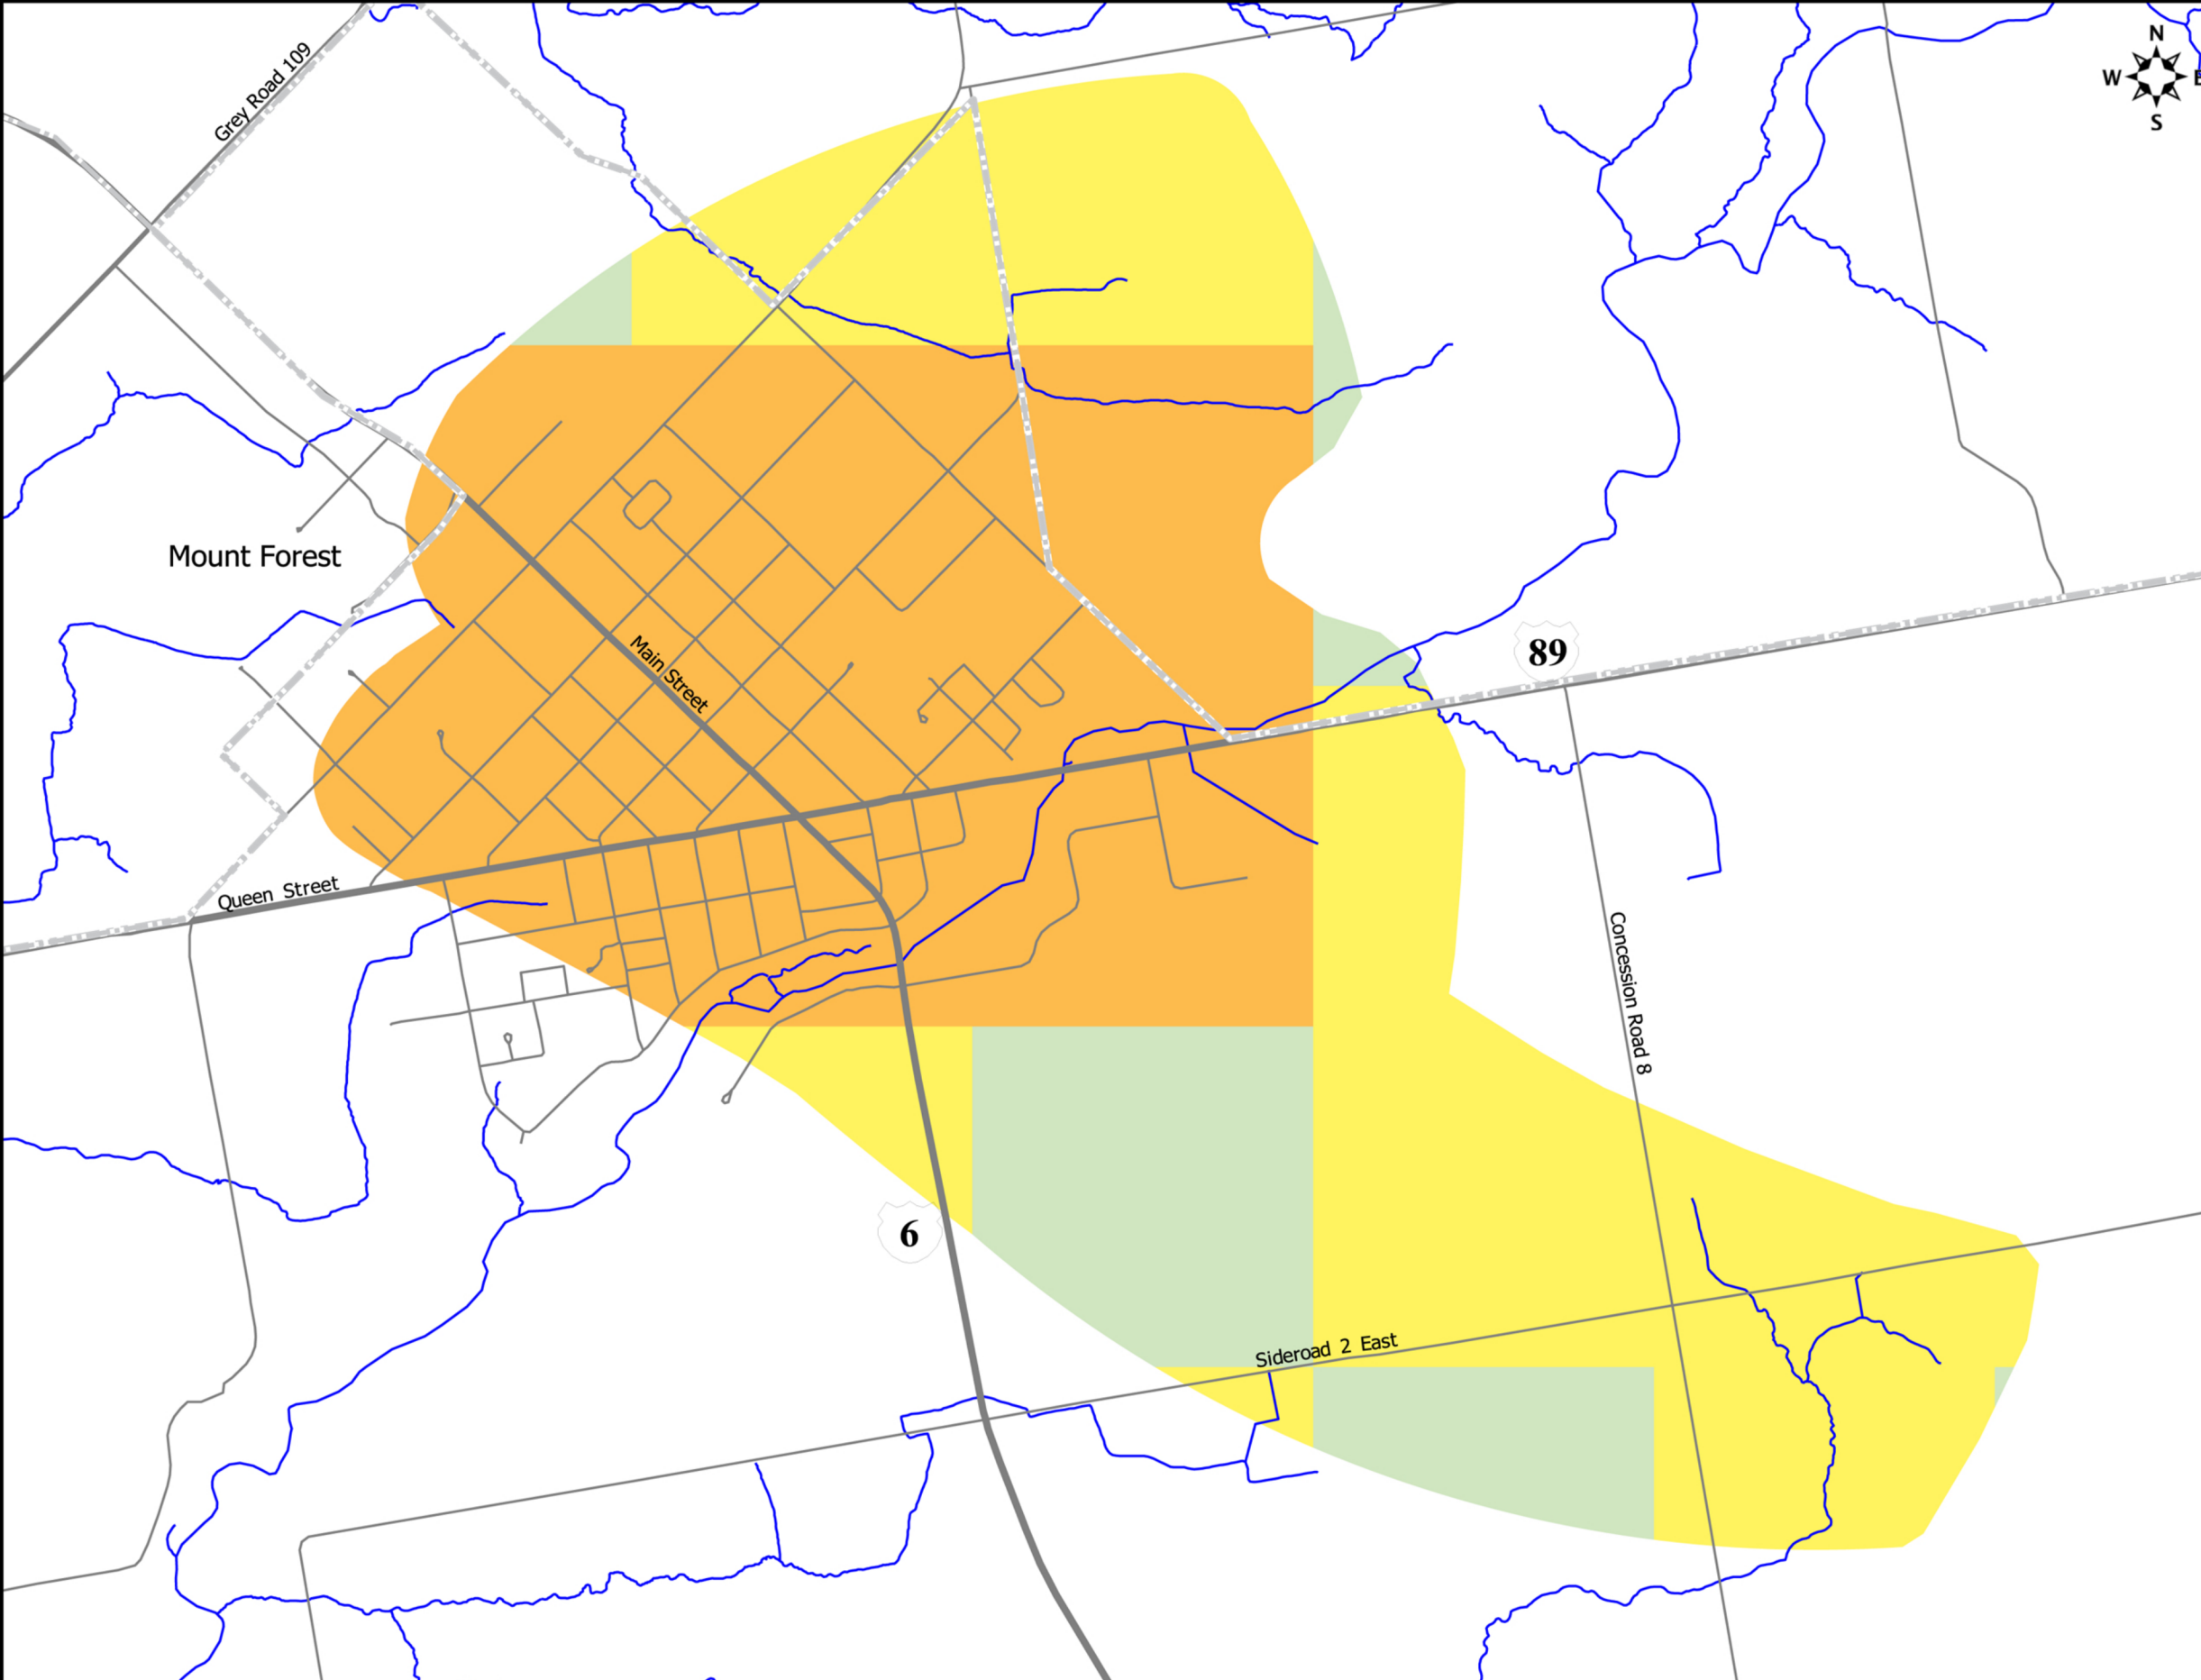 N
W
E
S
Grey Road 109
Mount Forest
Main Street
89
Queen Street
Concession Road 8
6
Sideroad 2 East